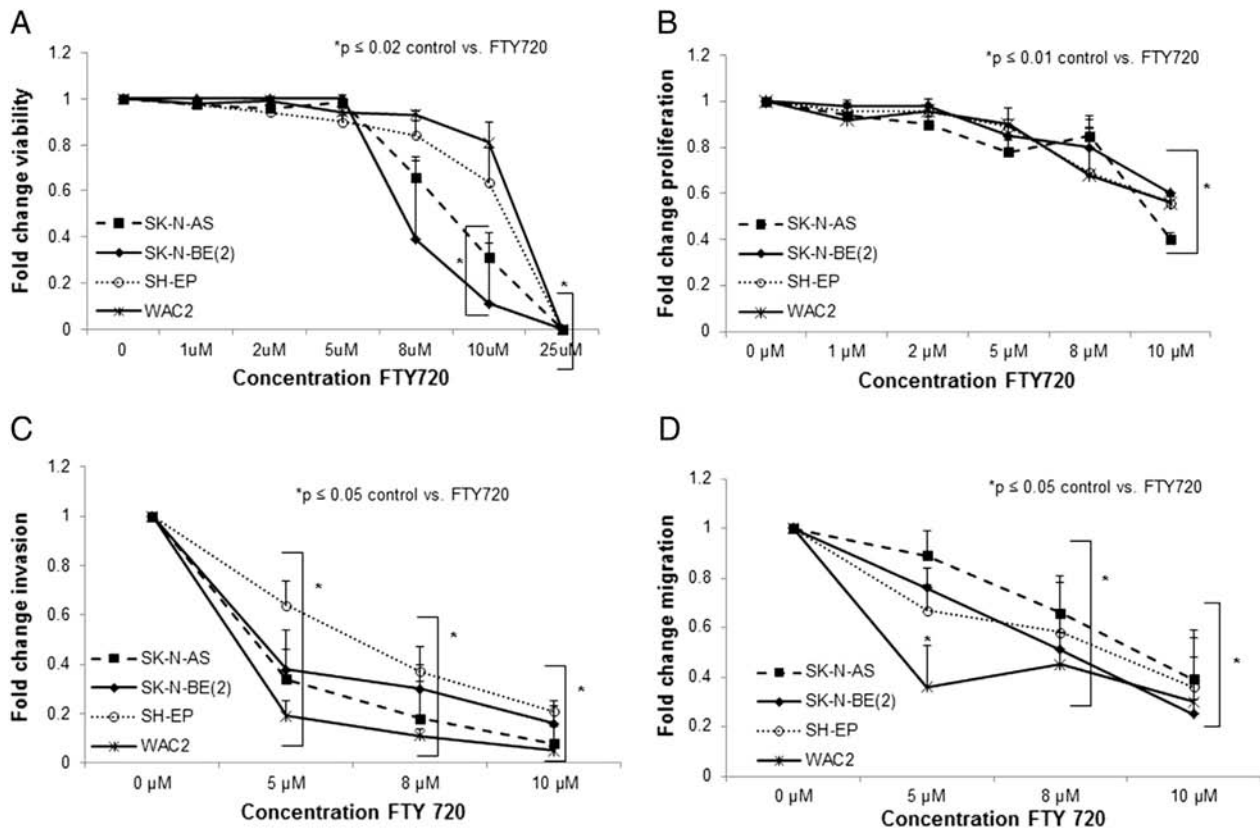 A
*p ≤ 0.02 control vs. FTY720
Fold change viability
1.2
1
0.8
0.6
0.4
0.2
0
SK-N-AS
SK-N-BE(2)
SH-EP
WAC2
*
*
0
1uM
2uM
5uM
8uM
10uM
25uM
Concentration FTY720
B
*p ≤ 0.01 control vs. FTY720
Fold change proliferation
1.2
1
0.8
0.6
0.4
0.2
0
SK-N-AS
SK-N-BE(2)
SH-EP
WAC2
*
0 µM
1 µM
2 µM
5 µM
8 µM
10 µM
Concentration FTY720
C
*p ≤ 0.05 control vs. FTY720
Fold change invasion
1.2
1
0.8
0.6
0.4
0.2
0
SK-N-AS
SK-N-BE(2)
SH-EP
WAC2
*
*
*
0 µM
5 µM
8 µM
10 µM
Concentration FTY 720
D
*p ≤ 0.05 control vs. FTY720
Fold change migration
1.2
1
0.8
0.6
0.4
0.2
0
SK-N-AS
SK-N-BE(2)
SH-EP
WAC2
*
*
*
0 µM
5 µM
8 µM
10 µM
Concentration FTY 720